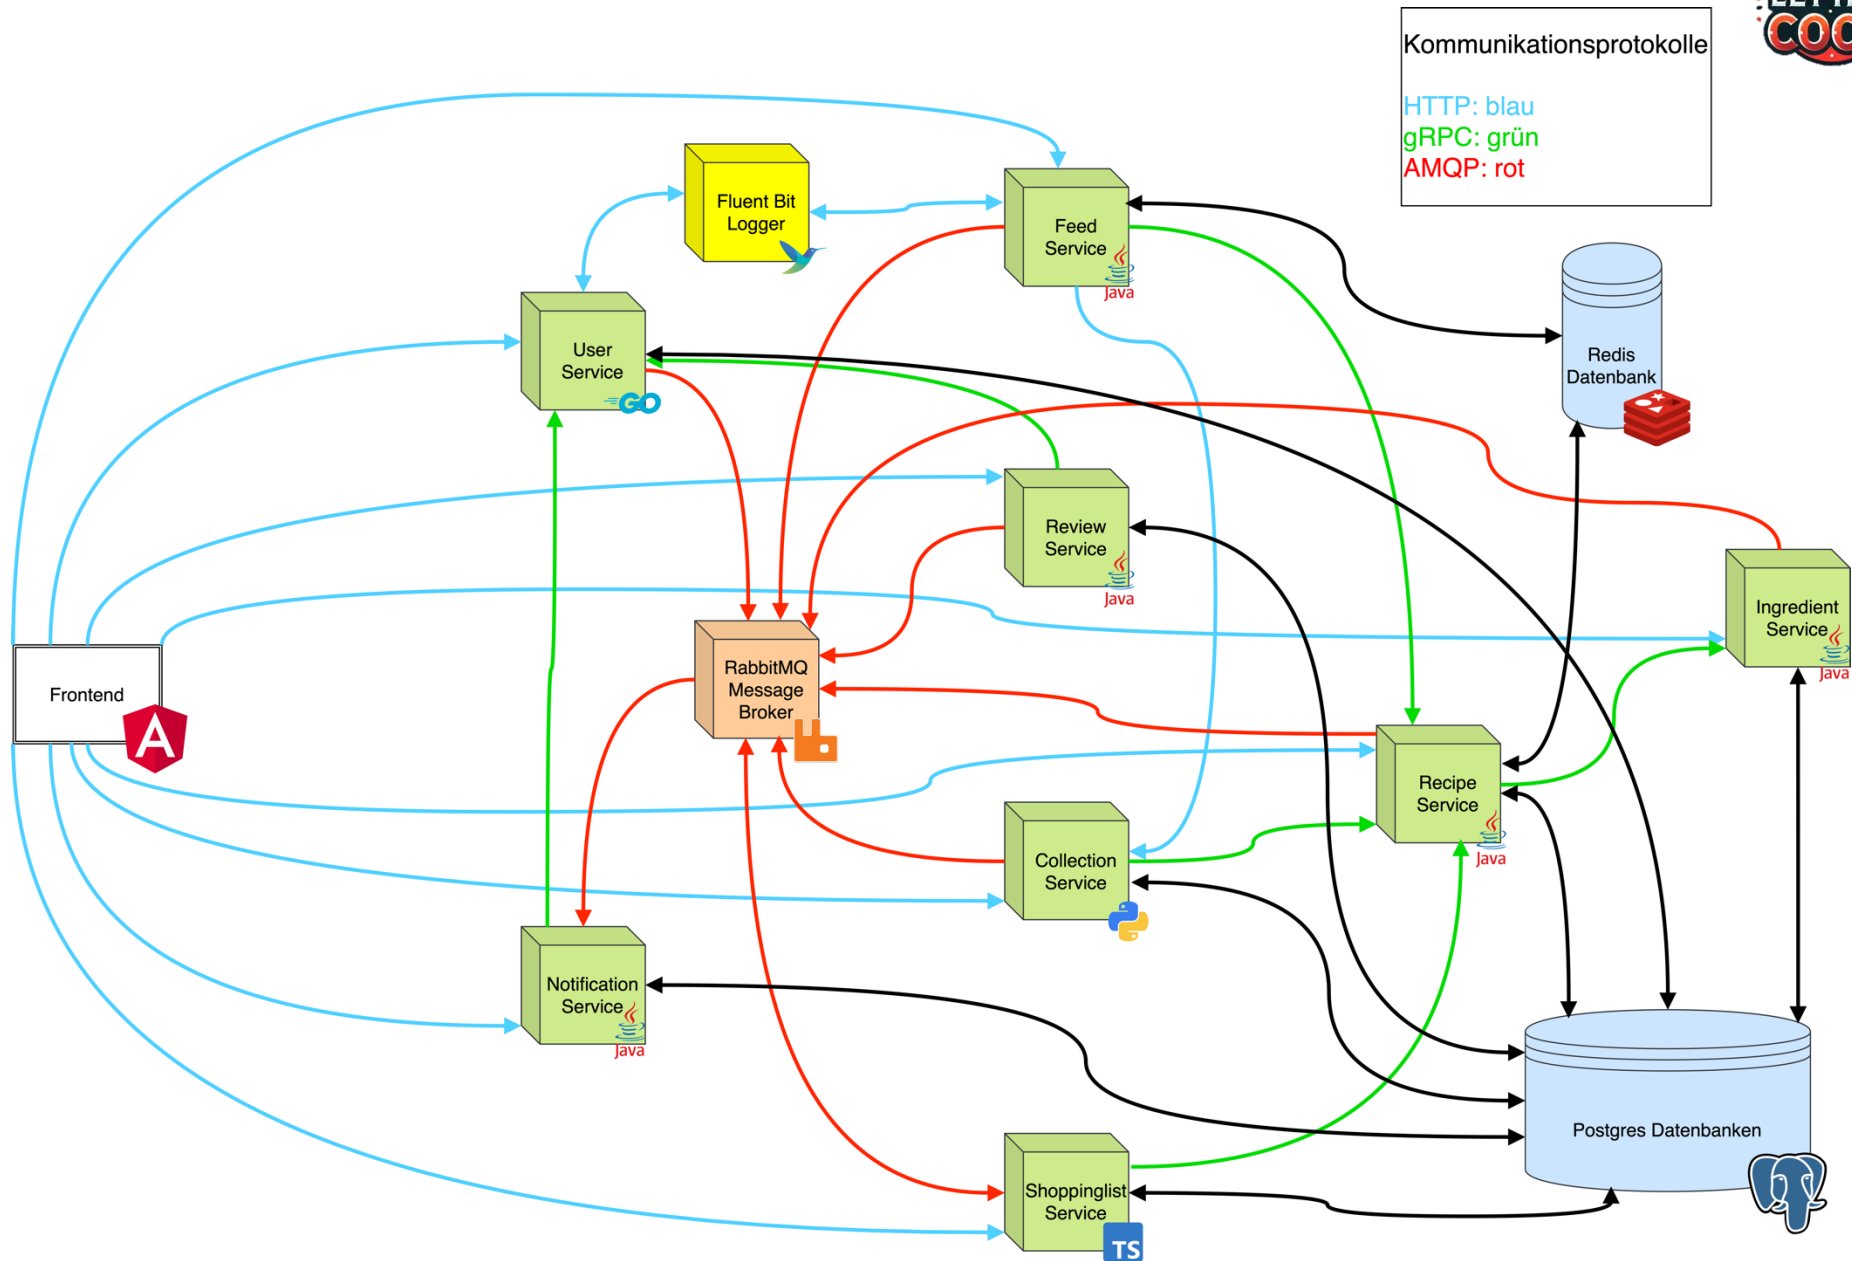 COO
Kommunikationsprotokolle
HTTP: blau
gRPC: grün
AMQP: rot
Fluent Bit
Logger
Feed
Service
Java
User
Service
GO
Redis
Datenbank
Review
Service
Java
Ingredient
Service
Java
Frontend
A
RabbitMQ
Message
Broker
Recipe
Service
Java
Collection
Service
Notification
Service
Java
Postgres Datenbanken
Shoppinglist
Service
TS